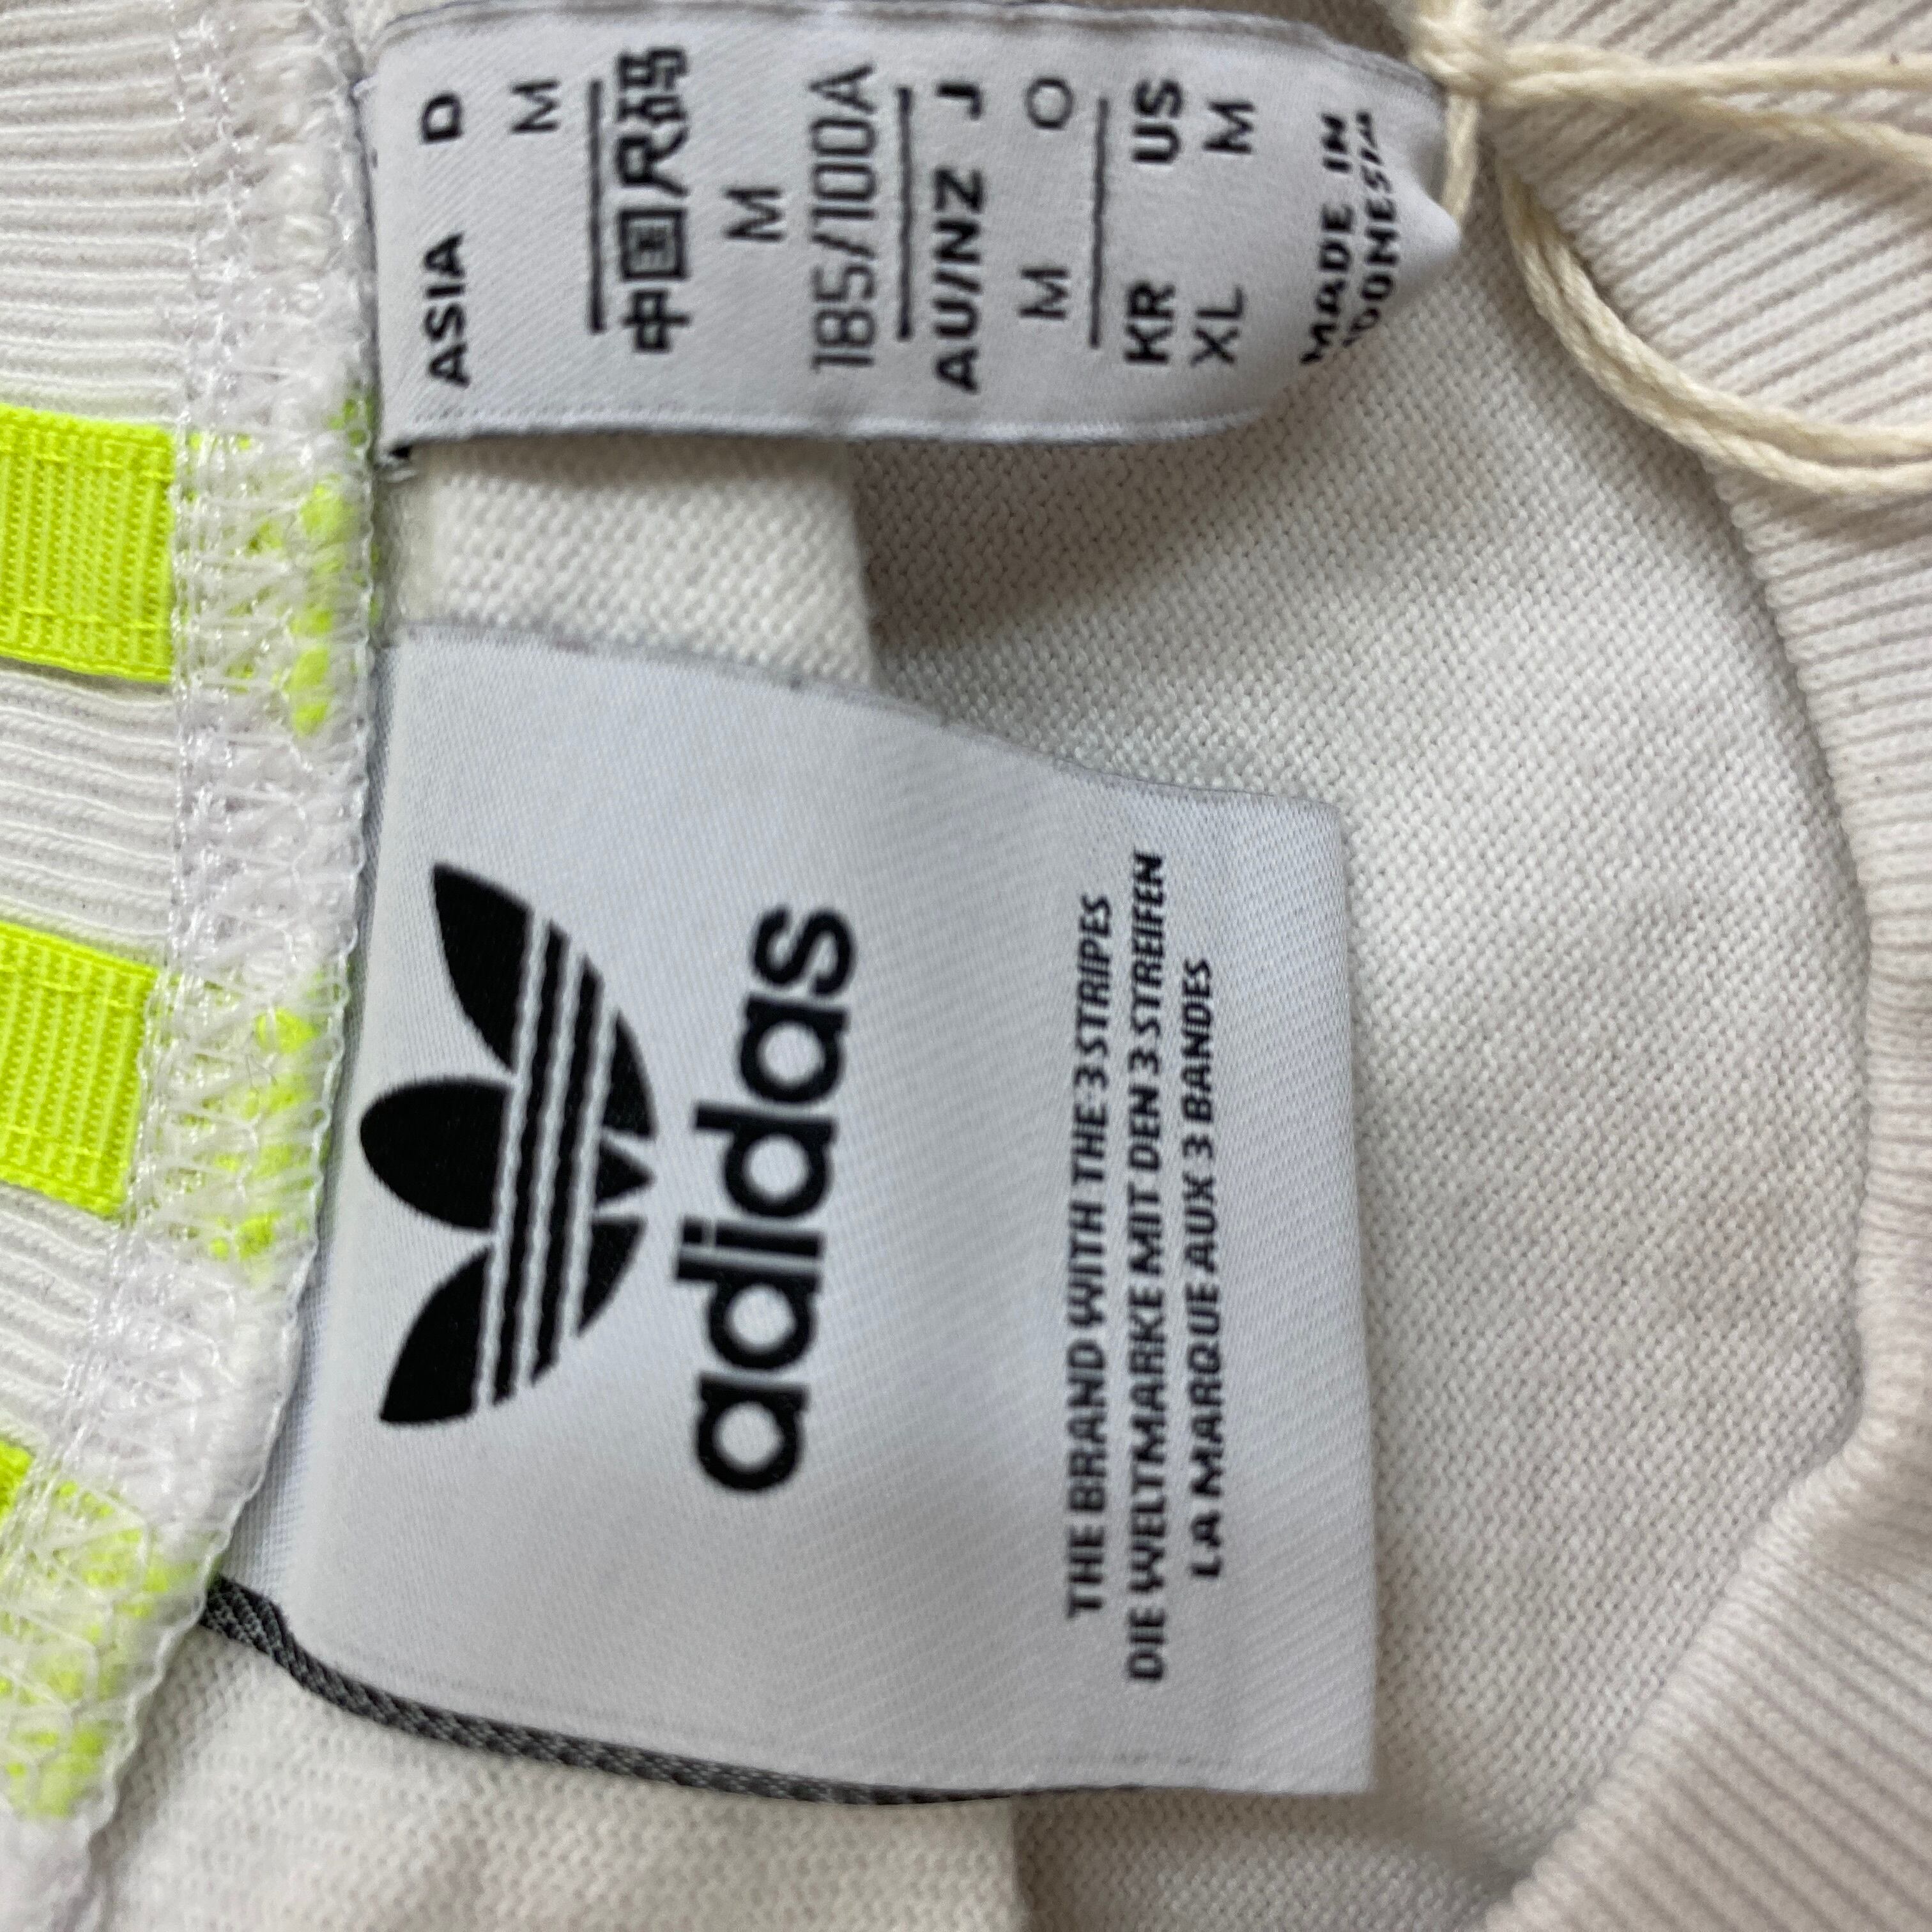 ASIA D
M
中国尺码
M
185/100A
AU/NZ J
M O
KR US
XL M
MADE IN
adidas
THE BRAND WITH THE 3 STRIPES
DIE WELTMARKE MIT DEN 3 STREIFEN
LA MARQUE AUX 3 BANDES